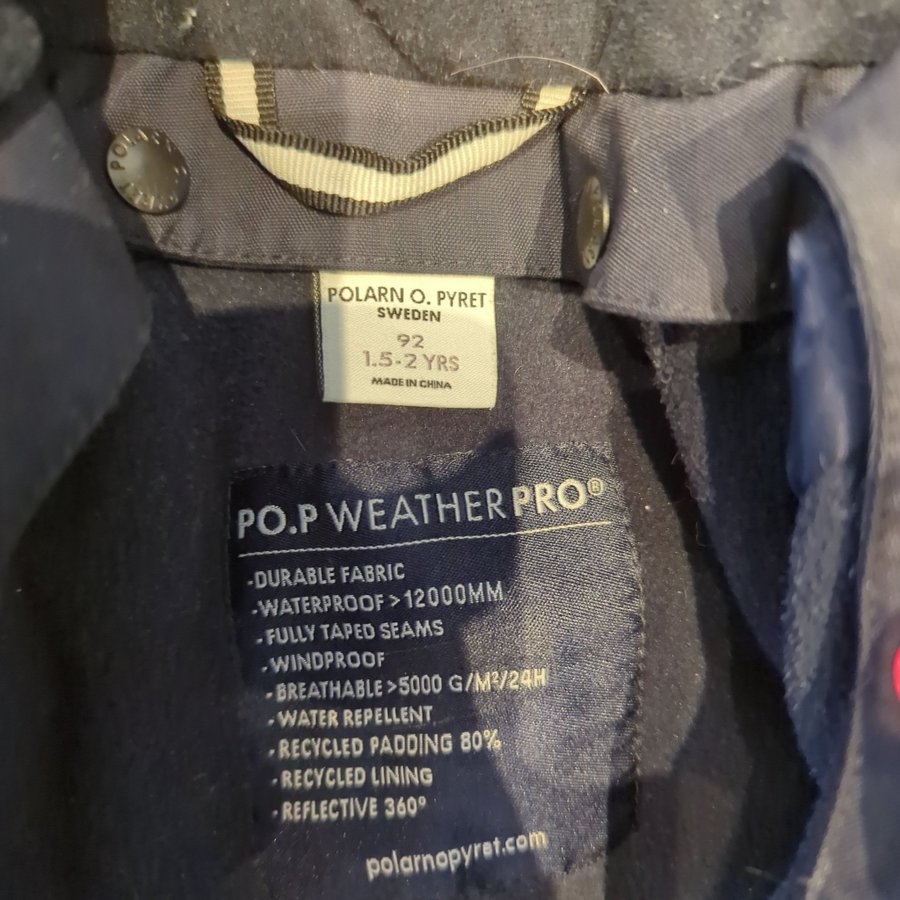 POLARN O. PYRET
SWEDEN
92
1.5-2 YRS
MADE IN CHINA
PO.P WEATHERPRO®
-DURABLE FABRIC
-WATERPROOF >12000MM
-FULLY TAPED SEAMS
-WINDPROOF
-BREATHABLE >5000 G/M²/24H
-WATER REPELLENT
-RECYCLED PADDING 80%
-RECYCLED LINING
-REFLECTIVE 360°
polarnopyret.com